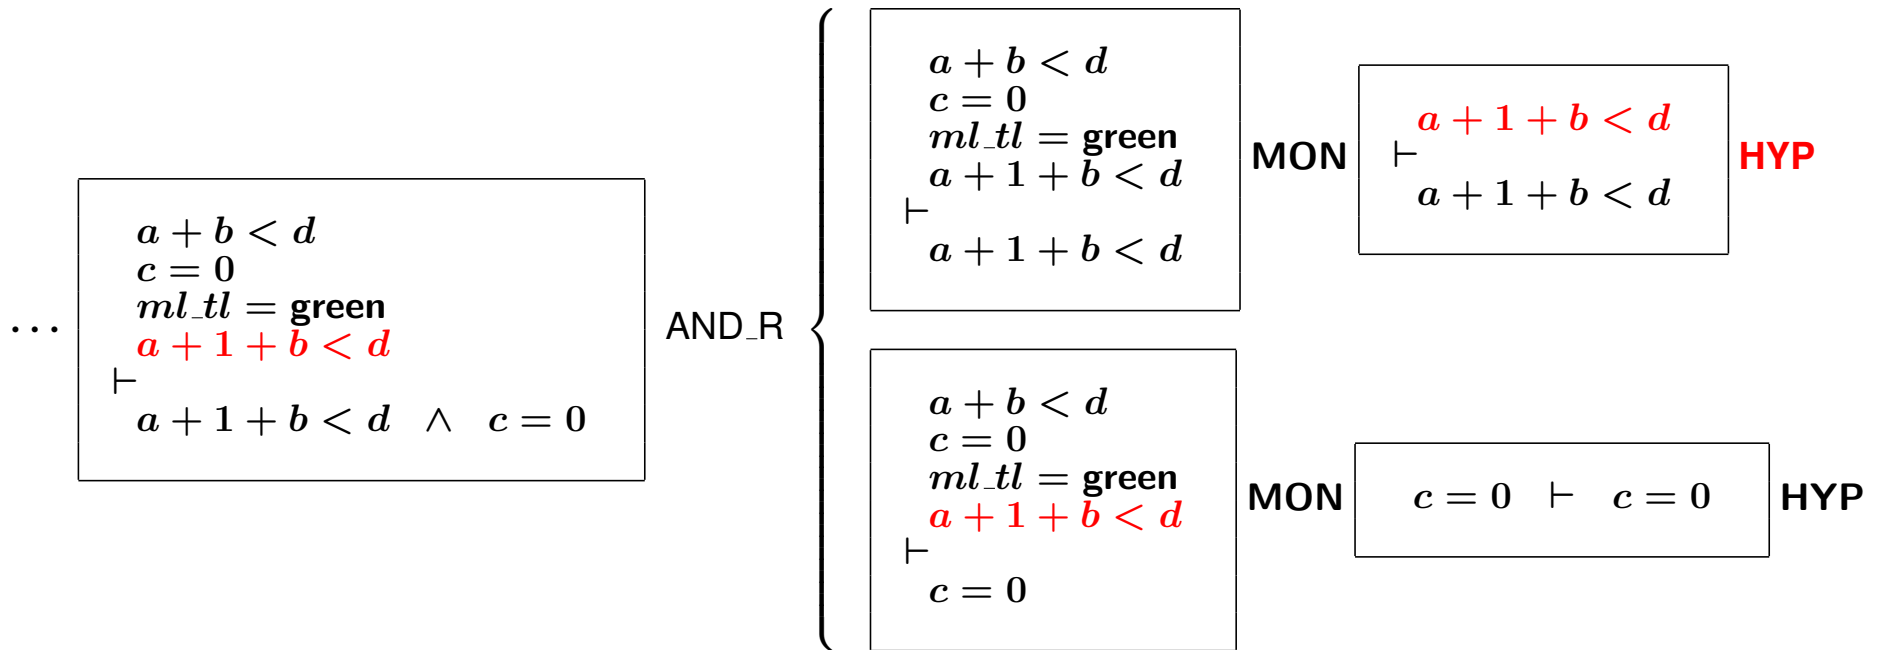 ...
a + b < d
c = 0
ml_tl = green
a + 1 + b < d
⊢
a + 1 + b < d ∧ c = 0
AND_R
a + b < d
c = 0
ml_tl = green
a + 1 + b < d
⊢
a + 1 + b < d
MON
a + 1 + b < d
⊢
a + 1 + b < d
HYP
a + b < d
c = 0
ml_tl = green
a + 1 + b < d
⊢
c = 0
MON
c = 0 ⊢ c = 0
HYP